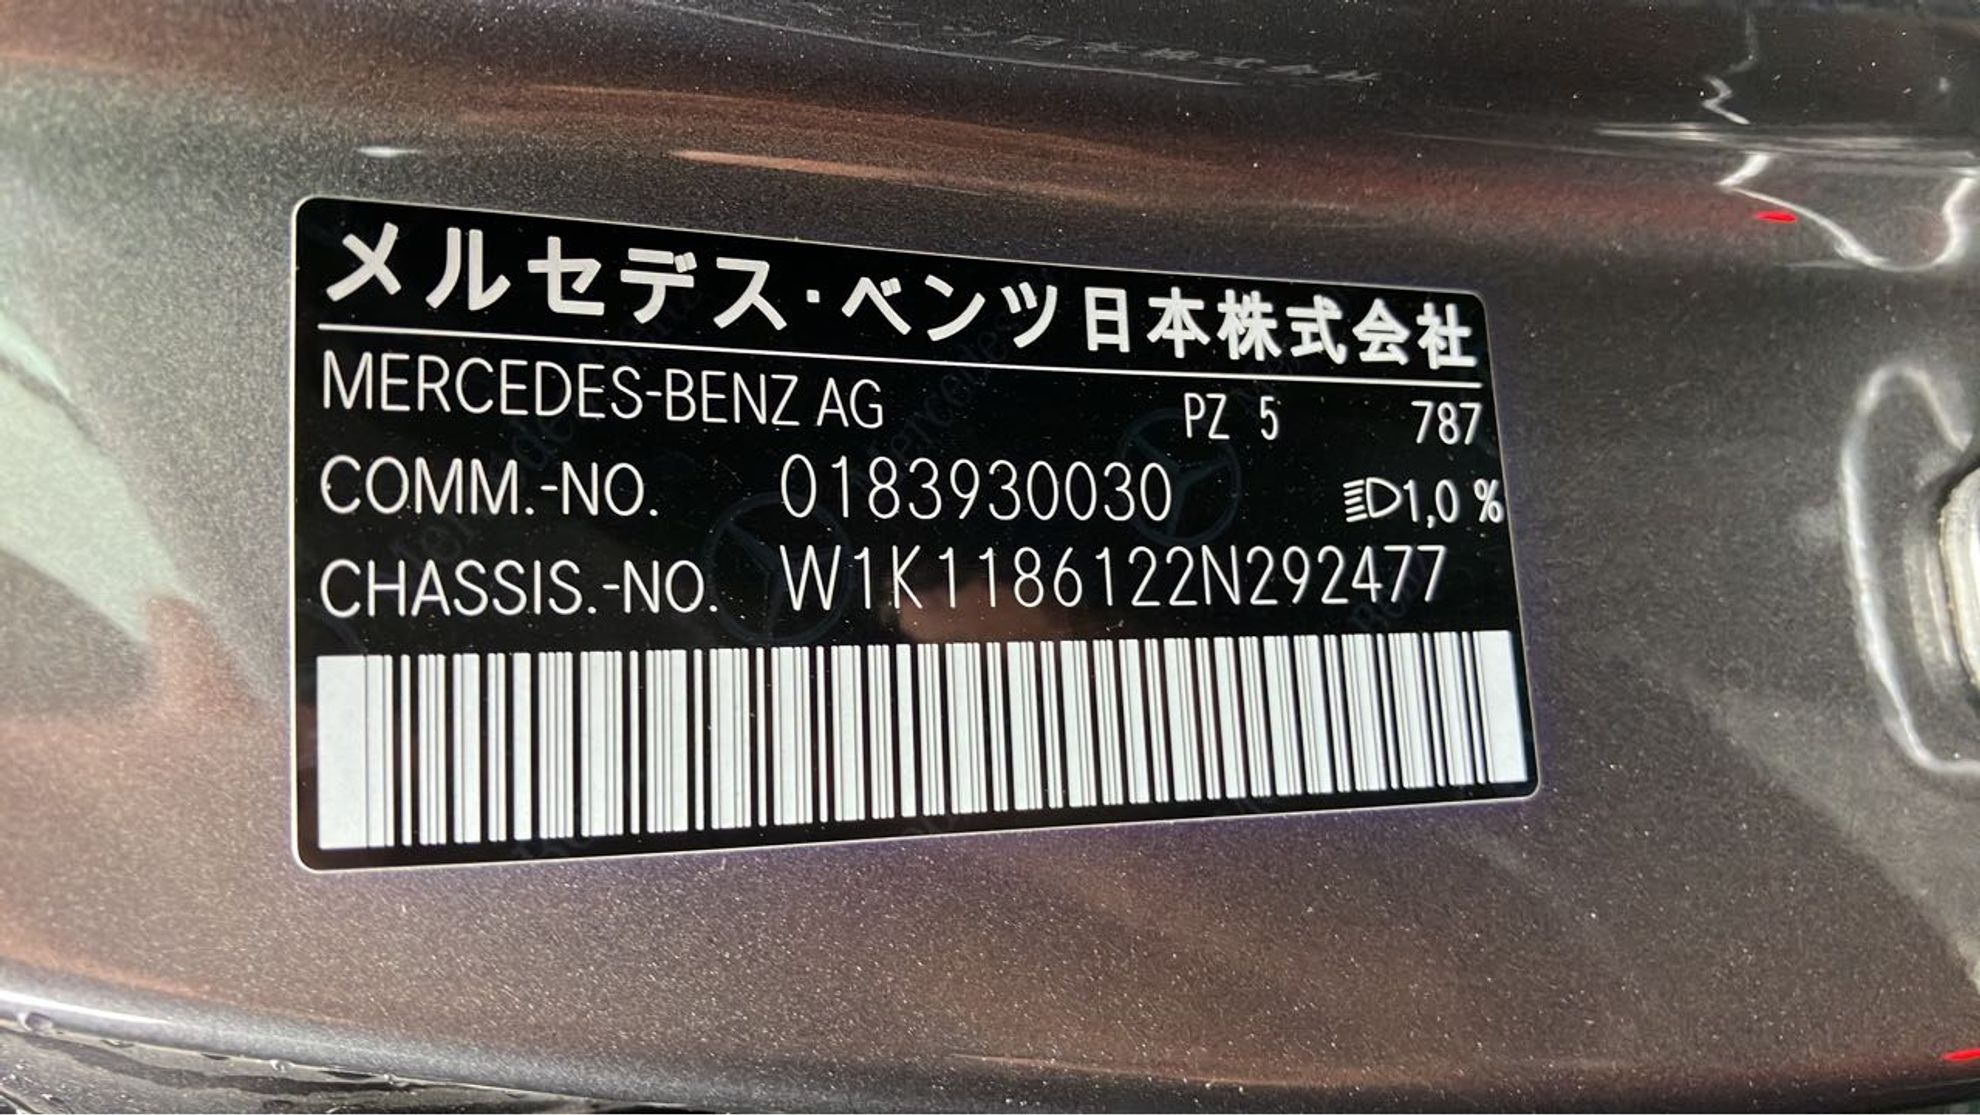 メルセデス・ベンツ日本株式会社
MERCEDES-BENZ AG PZ 5 787
COMM.-NO. 0183930030 1,0 %
CHASSIS.-NO. W1K1186122N292477